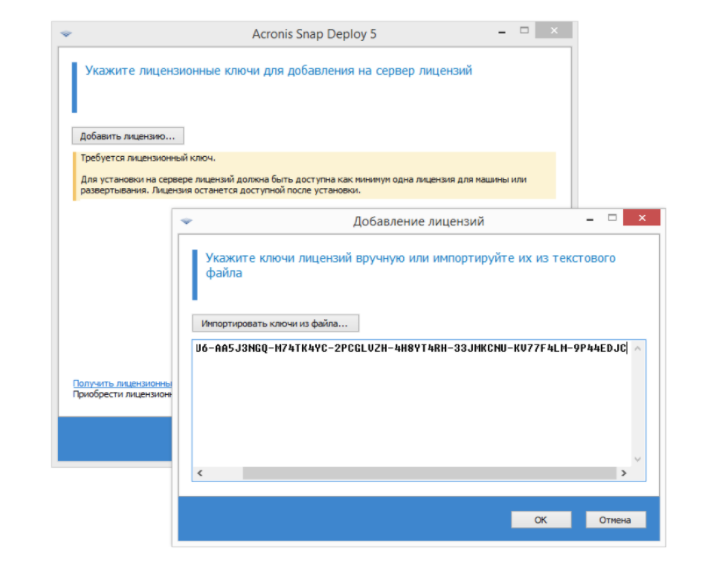 Acronis Snap Deploy 5
Укажите лицензионные ключи для добавления на сервер лицензий
Добавить лицензию...
Требуется лицензионный ключ.
Для установки на сервере лицензий должна быть доступна как минимум одна лицензия для машины или
развертывания. Лицензия останется доступной после установки.
Добавление лицензий
Укажите ключи лицензий вручную или импортируйте их из текстового
файла
Импортировать ключи из файла...
U6-AA5J3NGQ-M74TK4YC-2PCGLVZH-4H8YT4RH-33JMKCNU-KV77F4LM-9P44EDJC
Получить лицензионны
Приобрести лицензион
OK
Отмена